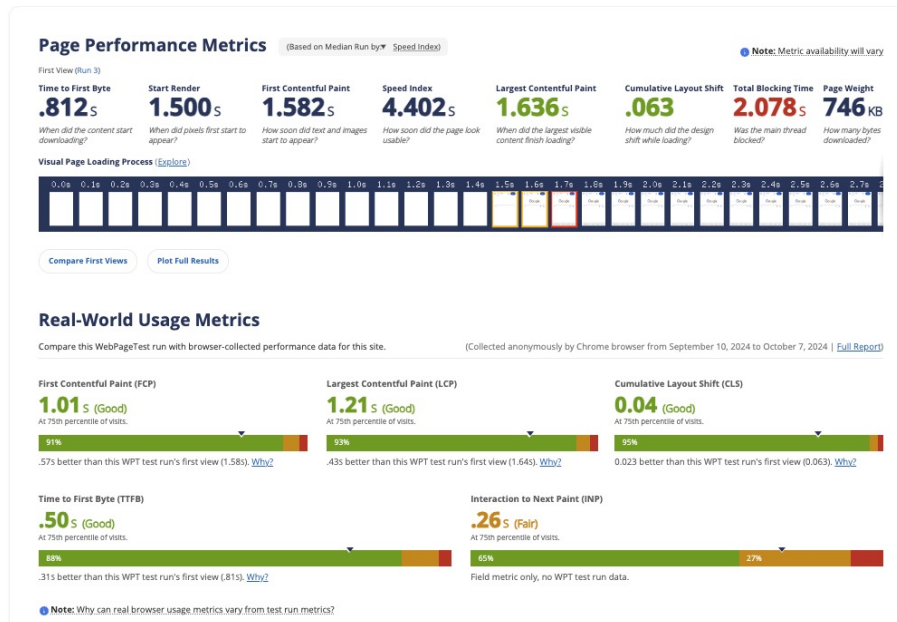 Page Performance Metrics (Based on Median Run by:▾ Speed Index) Note: Metric availability will vary
First View (Run 3)
Time to First Byte Start Render First Contentful Paint Speed Index Largest Contentful Paint Cumulative Layout Shift Total Blocking Time Page Weight
.812 S 1.500 S 1.582 S 4.402 S 1.636 S .063 2.078 S 746 KB
When did the content start When did pixels first start to How soon did text and images How soon did the page look When did the largest visible How much did the design Was the main thread How many bytes
downloading? appear? start to appear? usable? content finish loading? shift while loading? blocked? downloaded?
Visual Page Loading Process (Explore)
0.0s 0.1s 0.2s 0.3s 0.4s 0.5s 0.6s 0.7s 0.8s 0.9s 1.0s 1.1s 1.2s 1.3s 1.4s 1.5s 1.6s 1.7s 1.8s 1.9s 2.0s 2.1s 2.2s 2.3s 2.4s 2.5s 2.6s 2.7s
Compare First Views Plot Full Results
Real-World Usage Metrics
Compare this WebPageTest run with browser-collected performance data for this site. (Collected anonymously by Chrome browser from September 10, 2024 to October 7, 2024 | Full Report)
First Contentful Paint (FCP) Largest Contentful Paint (LCP) Cumulative Layout Shift (CLS)
1.01 S (Good) 1.21 S (Good) 0.04 (Good)
At 75th percentile of visits. At 75th percentile of visits. At 75th percentile of visits.
91% 93% 95%
.57s better than this WPT test run's first view (1.58s). Why? .43s better than this WPT test run's first view (1.64s). Why? 0.023 better than this WPT test run's first view (0.063). Why?
Time to First Byte (TTFB) Interaction to Next Paint (INP)
.50 S (Good) .26 S (Fair)
At 75th percentile of visits. At 75th percentile of visits.
88% 65% 27%
.31s better than this WPT test run's first view (.81s). Why? Field metric only, no WPT test run data.
Note: Why can real browser usage metrics vary from test run metrics?